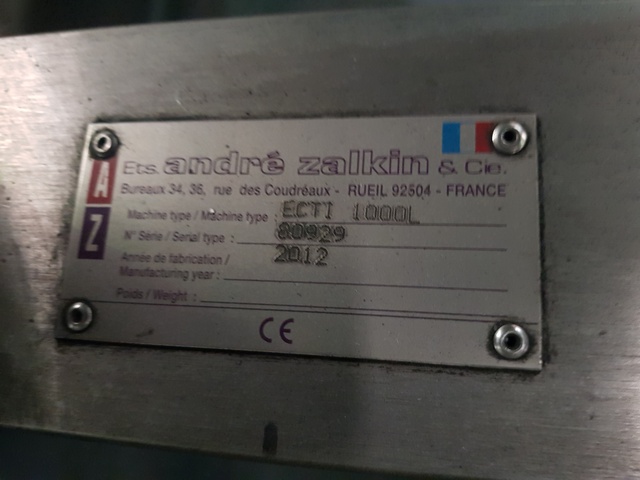 A Z
Ets. andré zalkin & Cie.
Bureaux 34, 36, rue des Coudréaux - RUEIL 92504 - FRANCE
Machine type / Machine type : ECTI 1000L
N° Série / Serial type : 80929
Année de fabrication / 2012
Manufacturing year :
Poids / Weight :
CE